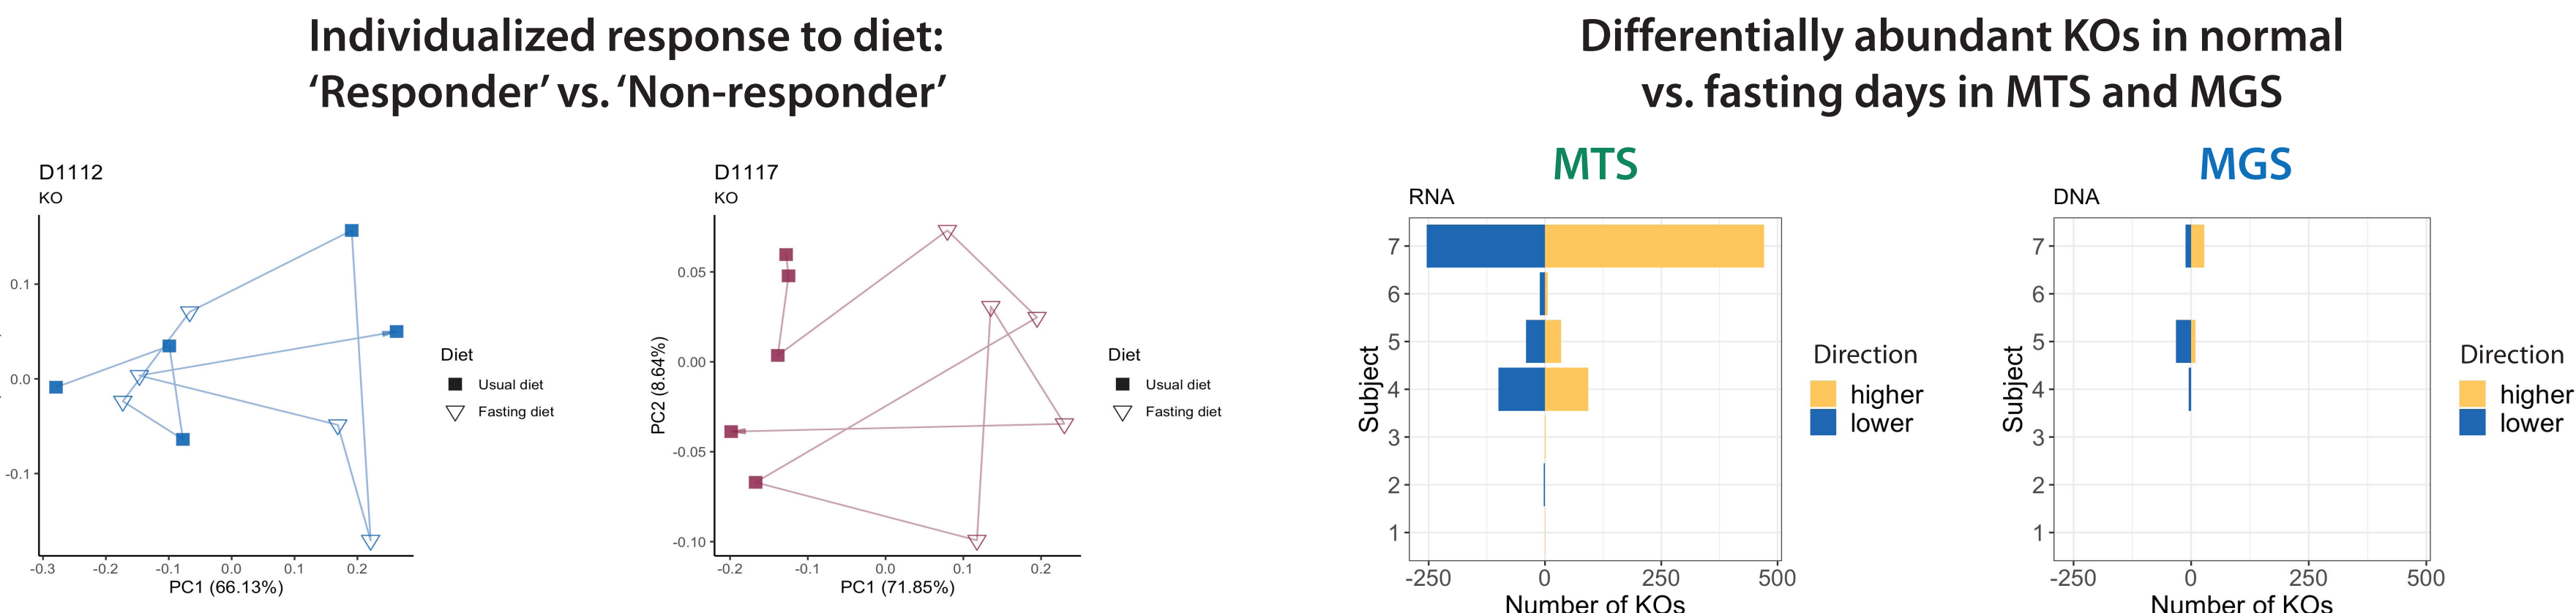 Individualized response to diet:
‘Responder’ vs. ‘Non-responder’
D1112
KO
0.1
0.0
-0.1
-0.3
-0.2
-0.1
0.0
0.1
0.2
PC1 (66.13%)
Diet
Usual diet
Fasting diet
D1117
KO
PC2 (8.64%)
0.05
0.00
-0.05
-0.10
-0.2
-0.1
0.0
0.1
0.2
PC1 (71.85%)
Diet
Usual diet
Fasting diet
Differentially abundant KOs in normal
vs. fasting days in MTS and MGS
MTS
RNA
Subject
7
6
5
4
3
2
1
-250
0
250
500
Number of KOs
Direction
higher
lower
MGS
DNA
Subject
7
6
5
4
3
2
1
-250
0
250
500
Number of KOs
Direction
higher
lower